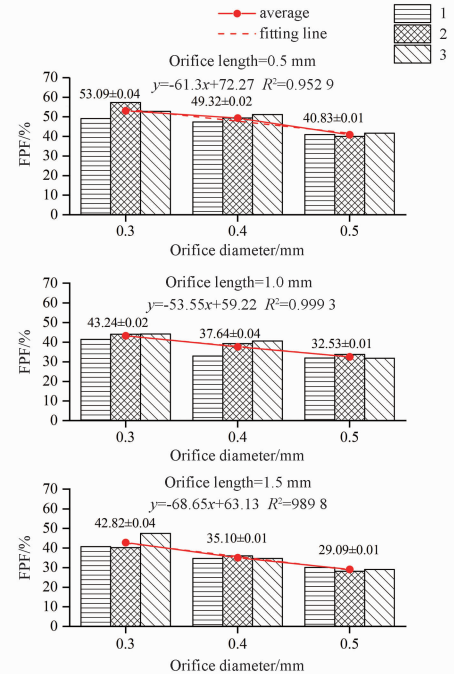 average
fitting line
1
2
3
Orifice length=0.5 mm
y=-61.3x+72.27 R²=0.952 9
53.09±0.04
49.32±0.02
40.83±0.01
70
60
50
40
30
20
10
0
FPF/%
0.3 0.4 0.5
Orifice diameter/mm
Orifice length=1.0 mm
y=-53.55x+59.22 R²=0.999 3
43.24±0.02
37.64±0.04
32.53±0.01
70
60
50
40
30
20
10
0
FPF/%
0.3 0.4 0.5
Orifice diameter/mm
Orifice length=1.5 mm
y=-68.65x+63.13 R²=989 8
42.82±0.04
35.10±0.01
29.09±0.01
70
60
50
40
30
20
10
0
FPF/%
0.3 0.4 0.5
Orifice diameter/mm